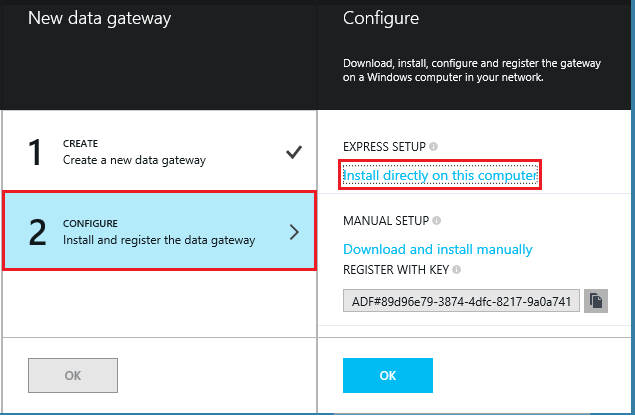 New data gateway
1
CREATE
Create a new data gateway
2
CONFIGURE
Install and register the data gateway
OK
Configure
Download, install, configure and register the gateway
on a Windows computer in your network.
EXPRESS SETUP
Install directly on this computer
MANUAL SETUP
Download and install manually
REGISTER WITH KEY
ADF#89d96e79-3874-4dfc-8217-9a0a741
OK